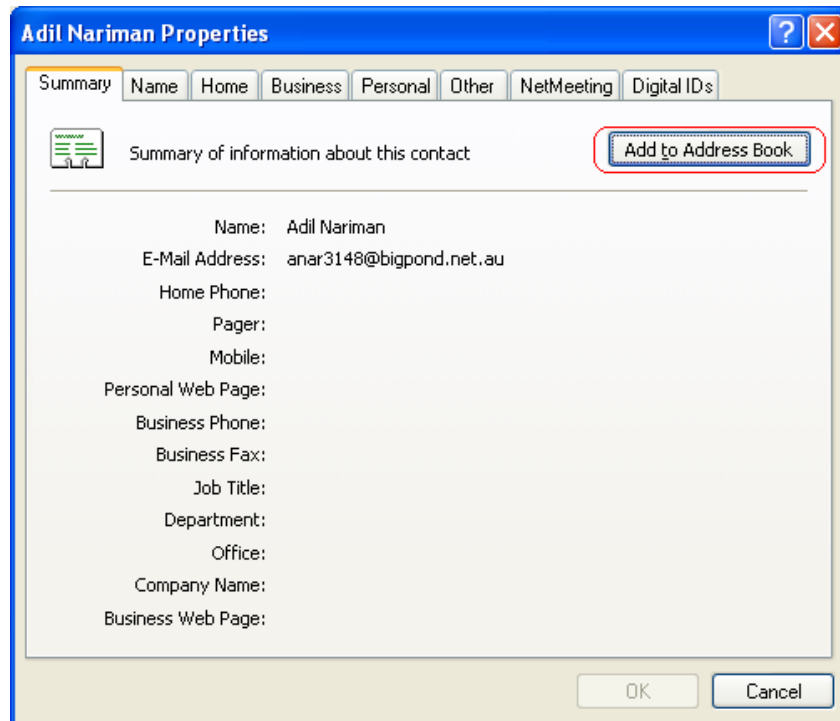 Adil Nariman Properties
Summary Name Home Business Personal Other NetMeeting Digital IDs
Summary of information about this contact Add to Address Book
Name: Adil Nariman
E-Mail Address: anar3148@bigpond.net.au
Home Phone:
Pager:
Mobile:
Personal Web Page:
Business Phone:
Business Fax:
Job Title:
Department:
Office:
Company Name:
Business Web Page:
OK Cancel